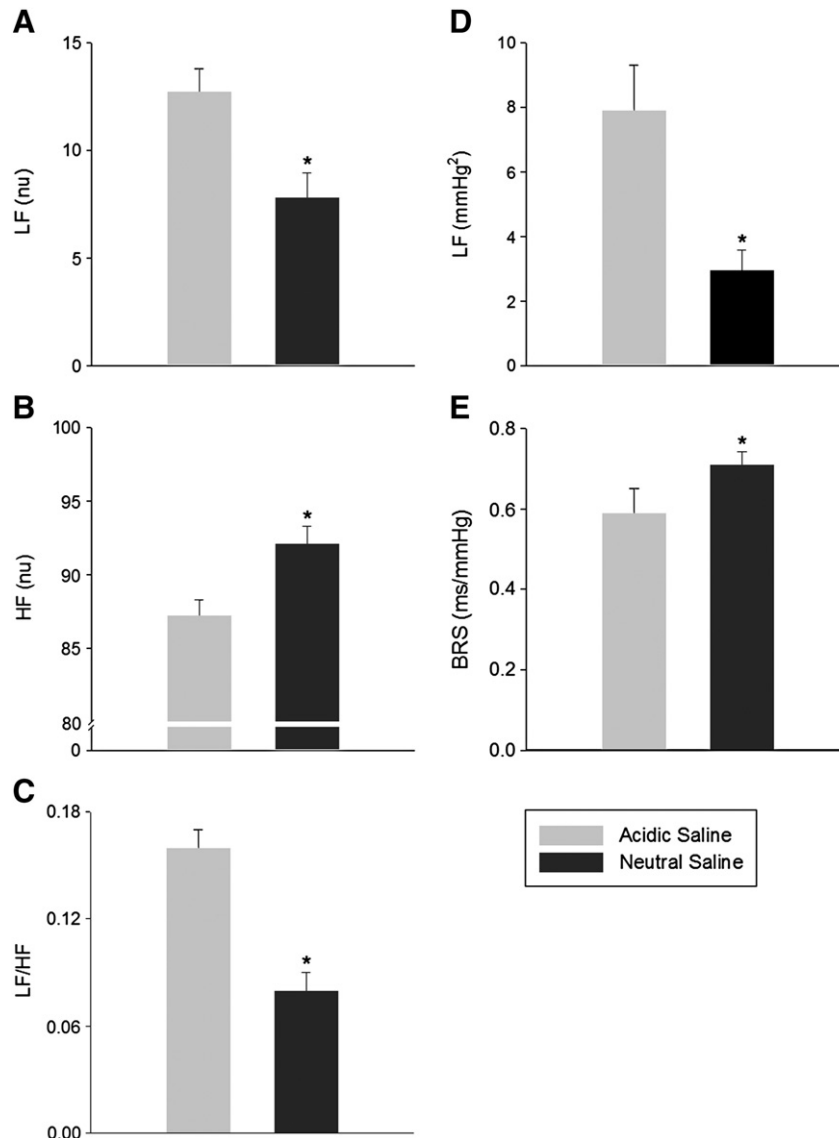 A
15
10
5
0
LF (nu)
*
D
10
8
6
4
2
0
LF (mmHg²)
*
B
100
95
90
85
80
0
HF (nu)
*
E
0.8
0.6
0.4
0.2
0.0
BRS (ms/mmHg)
*
C
0.18
0.12
0.06
0.00
LF/HF
*
Acidic Saline
Neutral Saline